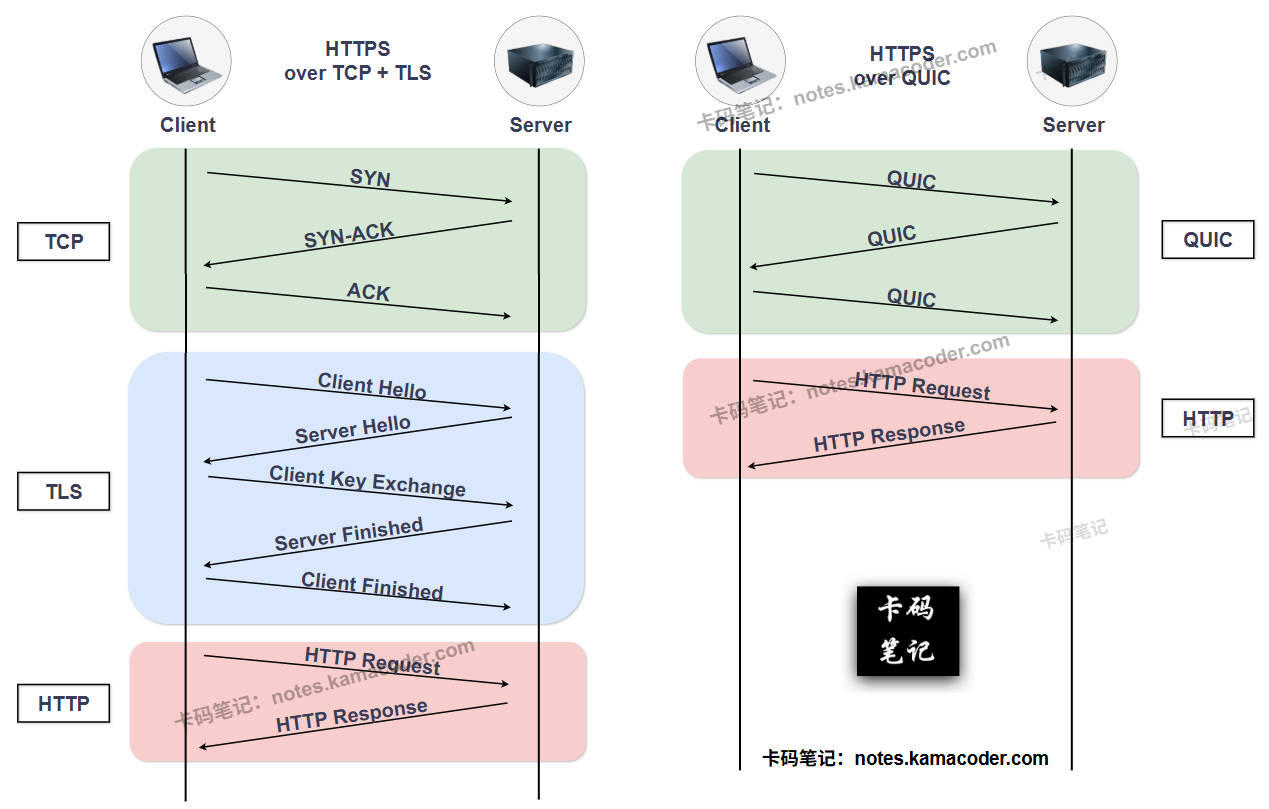 HTTPS
over TCP + TLS
Client
Server
TCP
SYN
SYN-ACK
ACK
TLS
Client Hello
Server Hello
Client Key Exchange
Server Finished
Client Finished
HTTP
HTTP Request
HTTP Response
卡码笔记：notes.kamacoder.com
HTTPS
over QUIC
卡码笔记：notes.kamacoder.com
卡码笔记
Client
Server
QUIC
QUIC
QUIC
QUIC
卡码笔记：notes.kamacoder.com
HTTP Request
HTTP Response
HTTP
卡码笔记
卡码笔记
卡码
笔记
卡码笔记：notes.kamacoder.com